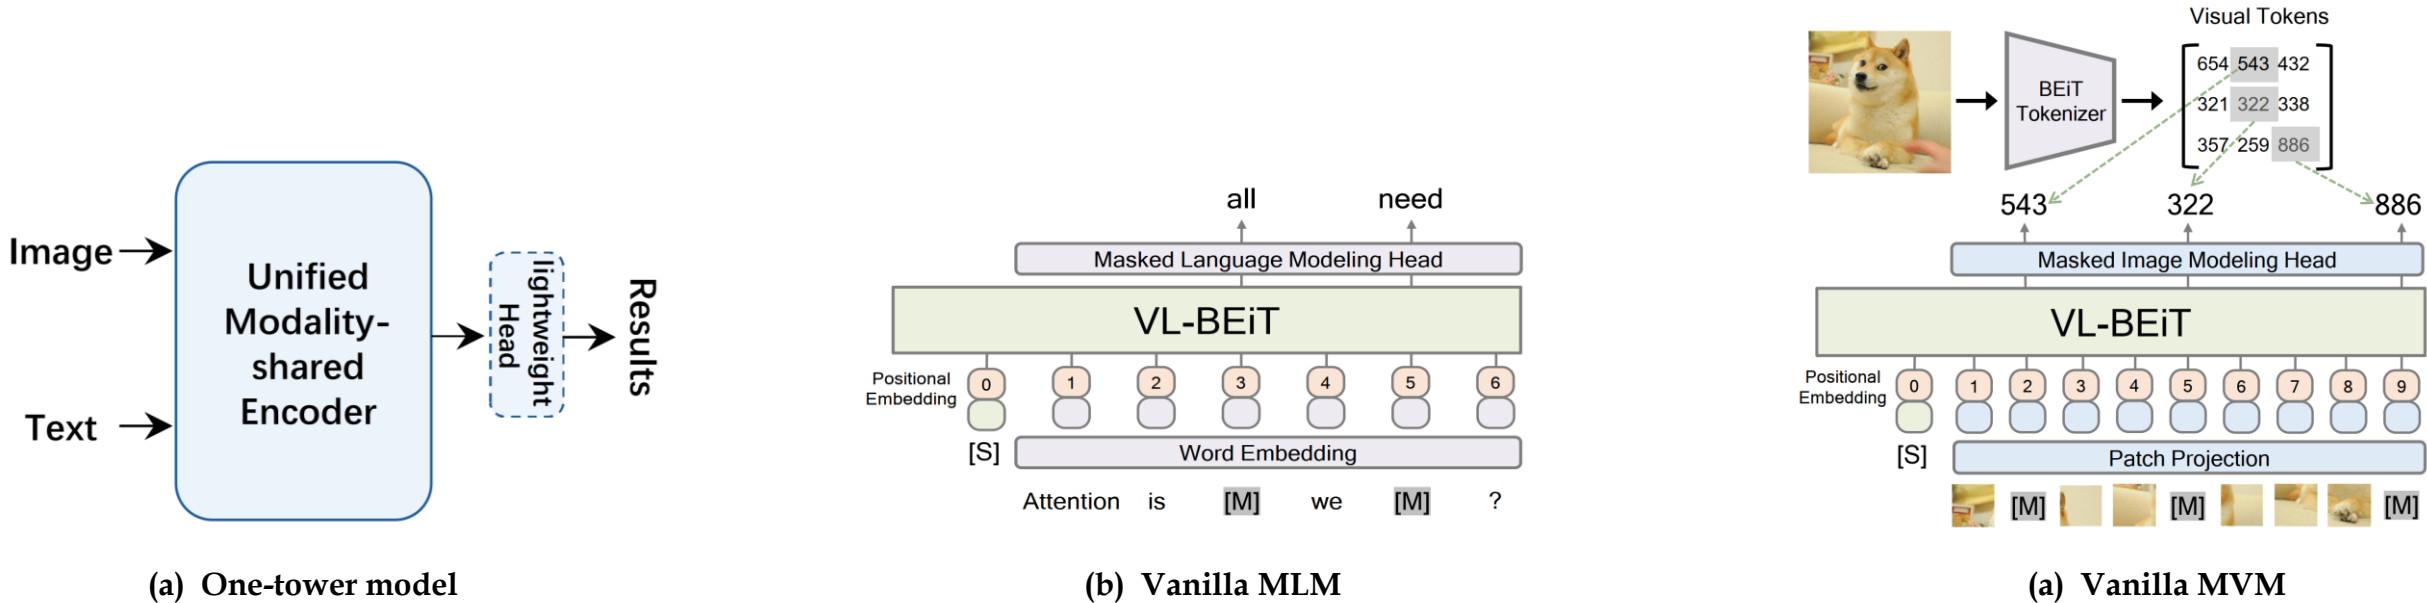 Image
Text
Unified
Modality-
shared
Encoder
lightweight
Head
Results
(a) One-tower model
all need
Masked Language Modeling Head
VL-BEiT
Positional
Embedding
0 1 2 3 4 5 6
[S]
Word Embedding
Attention is [M] we [M] ?
(b) Vanilla MLM
Visual Tokens
BEiT
Tokenizer
654 543 432
321 322 338
357 259 886
543 322 886
Masked Image Modeling Head
VL-BEiT
Positional
Embedding
0 1 2 3 4 5 6 7 8 9
[S]
Patch Projection
[M] [M] [M]
(a) Vanilla MVM